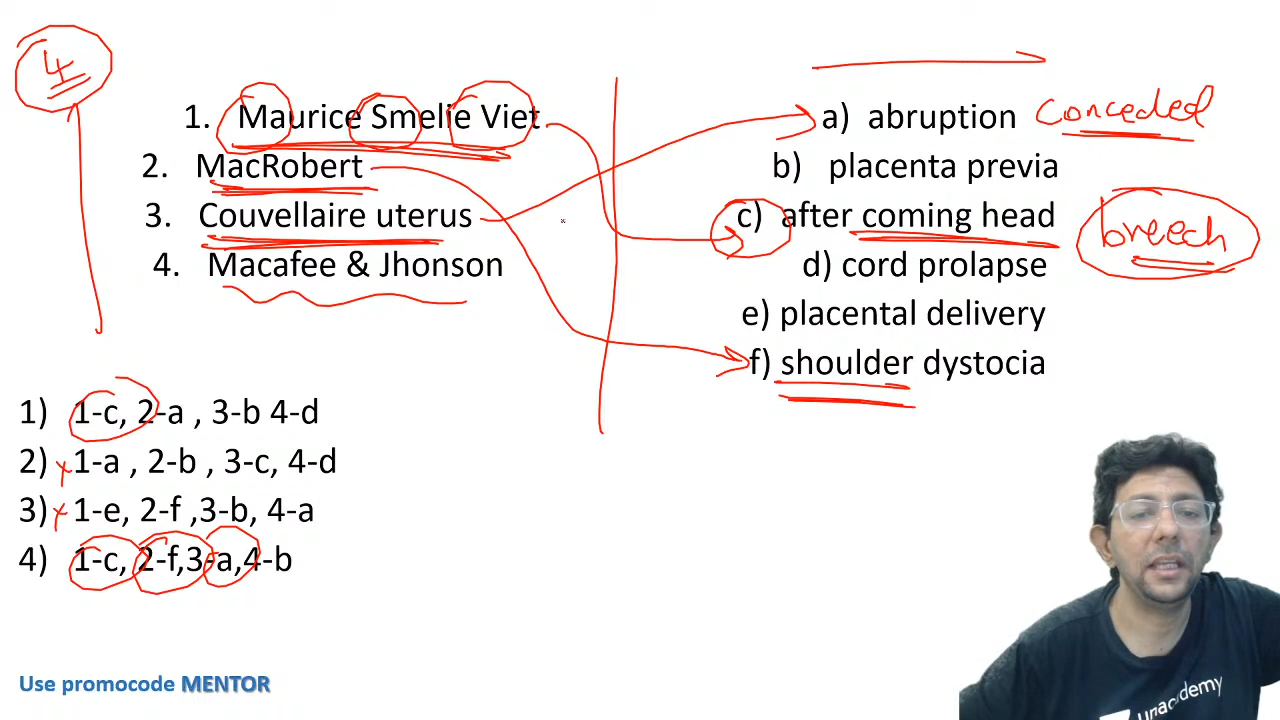 4
1. Maurice Smelie Viet
2. MacRobert
3. Couvellaire uterus
4. Macafee & Jhonson
a) abruption conceded
b) placenta previa
c) after coming head breech
d) cord prolapse
e) placental delivery
f) shoulder dystocia
1) 1-c, 2-a , 3-b 4-d
2) x 1-a , 2-b , 3-c, 4-d
3) x 1-e, 2-f ,3-b, 4-a
4) 1-c, 2-f,3-a,4-b
Use promocode MENTOR
unacademy